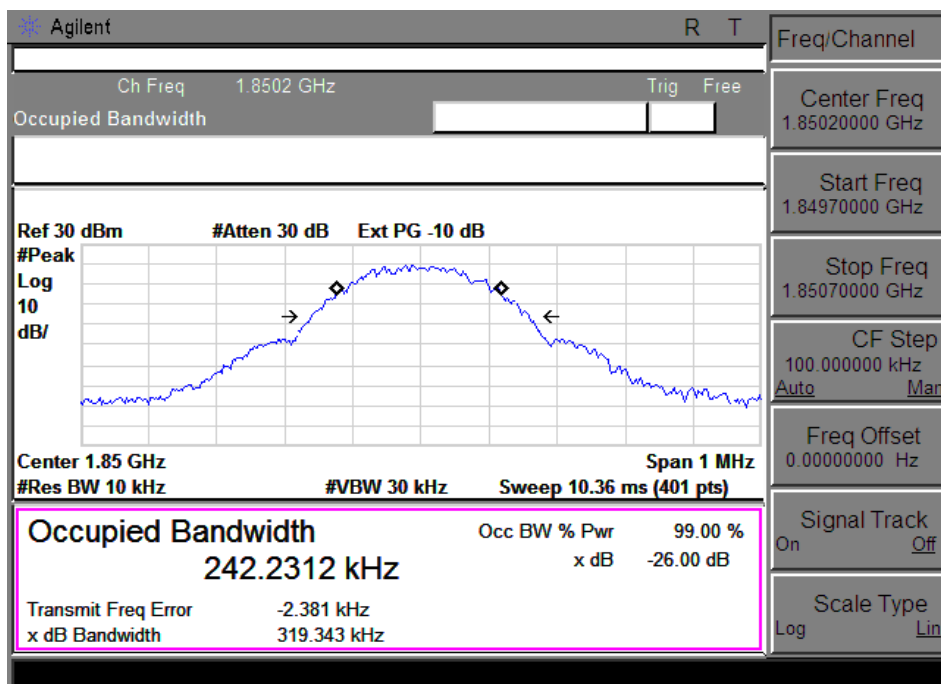 Agilent R T
Ch Freq 1.8502 GHz Trig Free
Occupied Bandwidth
Ref 30 dBm #Atten 30 dB Ext PG -10 dB
#Peak
Log
10
dB/
Center 1.85 GHz Span 1 MHz
#Res BW 10 kHz #VBW 30 kHz Sweep 10.36 ms (401 pts)
Occupied Bandwidth
242.2312 kHz
Occ BW % Pwr 99.00 %
x dB -26.00 dB
Transmit Freq Error -2.381 kHz
x dB Bandwidth 319.343 kHz
Freq/Channel
Center Freq
1.85020000 GHz
Start Freq
1.84970000 GHz
Stop Freq
1.85070000 GHz
CF Step
100.000000 kHz
Auto Man
Freq Offset
0.00000000 Hz
Signal Track
On Off
Scale Type
Log Lin